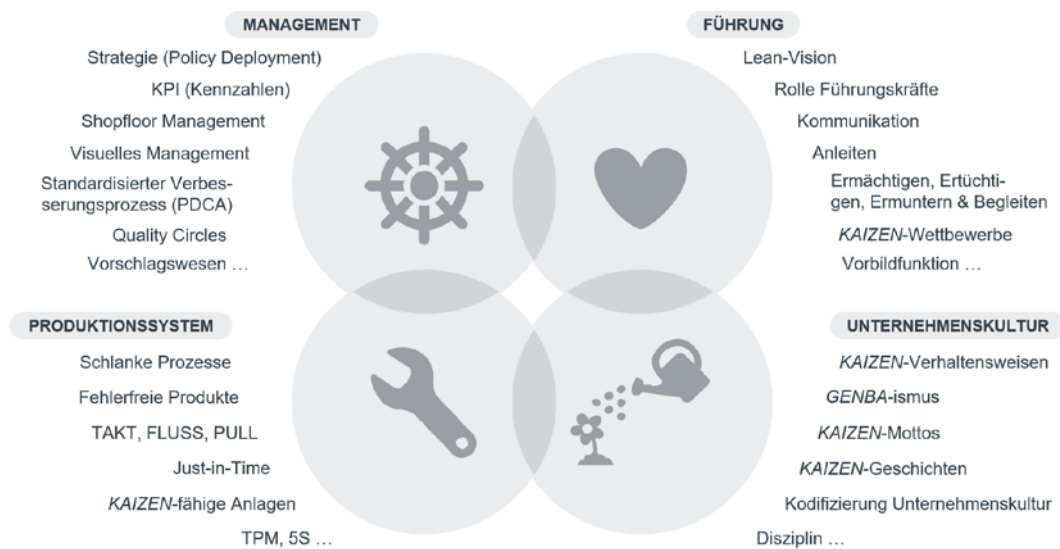 MANAGEMENT
Strategie (Policy Deployment)
KPI (Kennzahlen)
Shopfloor Management
Visuelles Management
Standardisierter Verbes-
serungsprozess (PDCA)
Quality Circles
Vorschlagswesen …
FÜHRUNG
Lean-Vision
Rolle Führungskräfte
Kommunikation
Anleiten
Ermächtigen, Ertüchti-
gen, Ermuntern & Begleiten
KAIZEN-Wettbewerbe
Vorbildfunktion …
PRODUKTIONSSYSTEM
Schlanke Prozesse
Fehlerfreie Produkte
TAKT, FLUSS, PULL
Just-in-Time
KAIZEN-fähige Anlagen
TPM, 5S …
UNTERNEHMENSKULTUR
KAIZEN-Verhaltensweisen
GENBA-ismus
KAIZEN-Mottos
KAIZEN-Geschichten
Kodifizierung Unternehmenskultur
Disziplin …